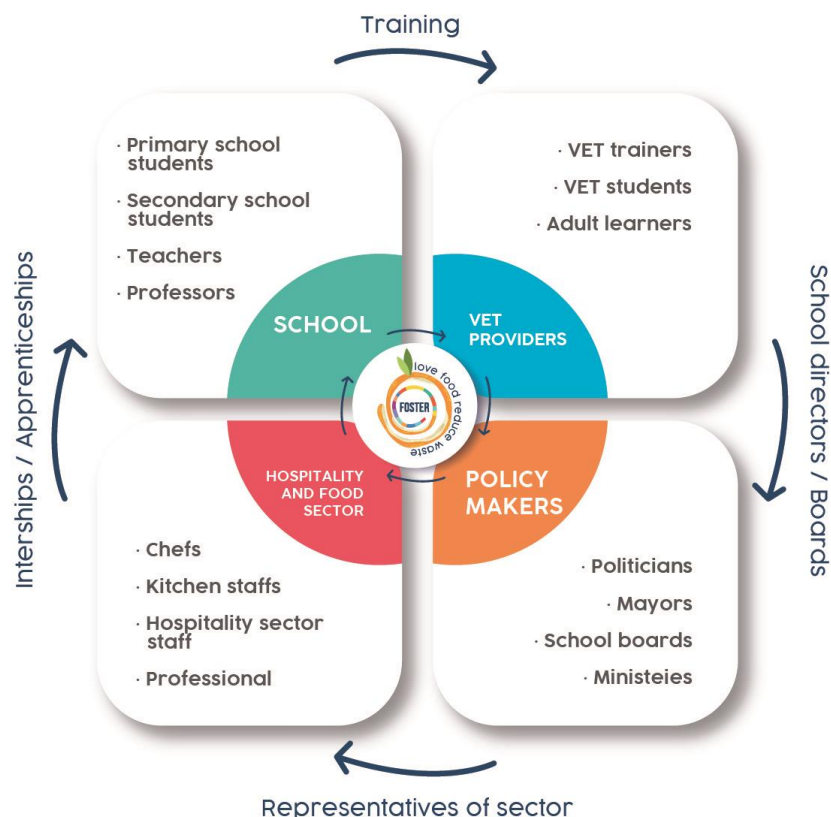 Training
· Primary school
students
· Secondary school
students
· Teachers
· Professors
SCHOOL
· VET trainers
· VET students
· Adult learners
VET
PROVIDERS
Interships / Apprenticeships
School directors / Boards
love food reduce waste
FOSTER
HOSPITALITY
AND FOOD
SECTOR
· Chefs
· Kitchen staffs
· Hospitality sector
staff
· Professional
POLICY
MAKERS
· Politicians
· Mayors
· School boards
· Ministeies
Representatives of sector